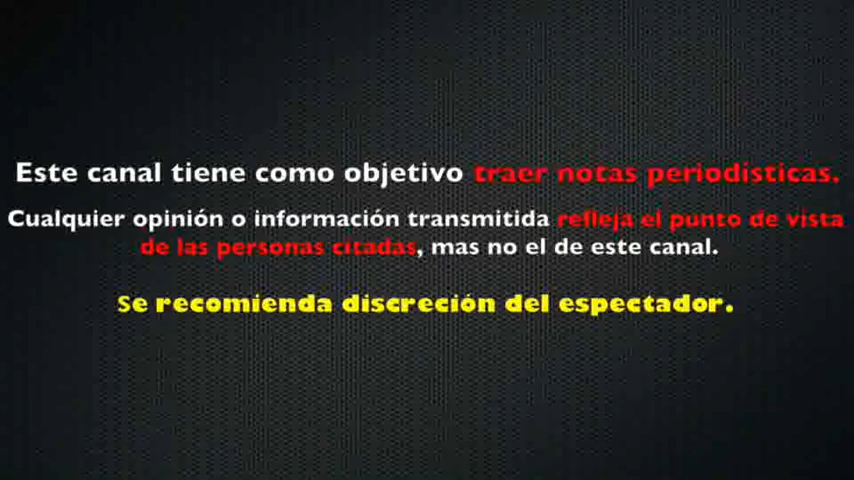 Este canal tiene como objetivo traer notas periodísticas.
Cualquier opinión o información transmitida refleja el punto de vista
de las personas citadas, mas no el de este canal.
Se recomienda discreción del espectador.